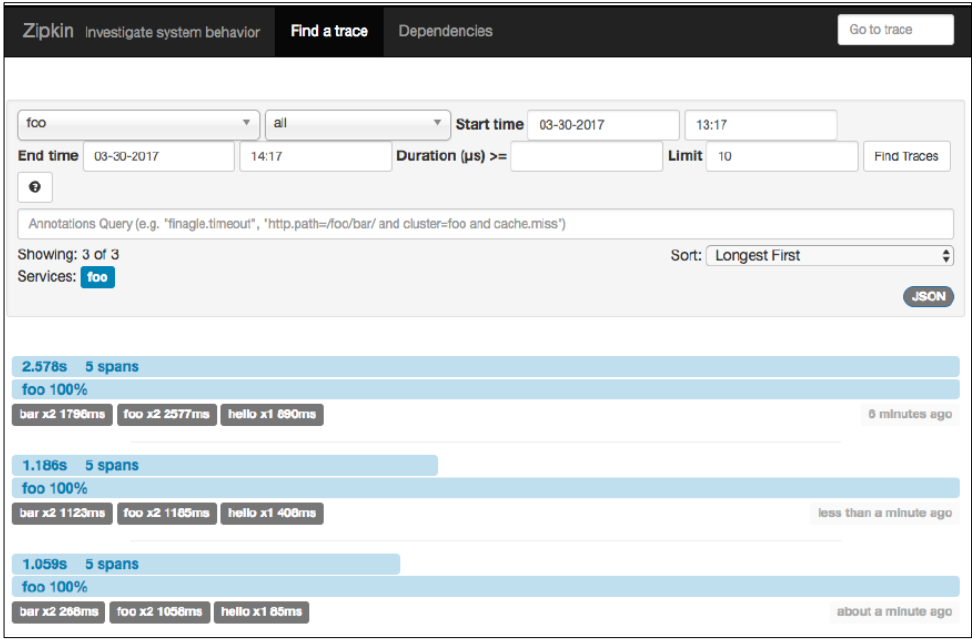 Zipkin Investigate system behavior Find a trace Dependencies Go to trace
foo all Start time 03-30-2017 13:17
End time 03-30-2017 14:17 Duration (µs) >= Limit 10 Find Traces
?
Annotations Query (e.g. "finagle.timeout", "http.path=/foo/bar/ and cluster=foo and cache.miss")
Showing: 3 of 3 Sort: Longest First
Services: foo
JSON
2.578s 5 spans
foo 100%
bar x2 1796ms foo x2 2577ms hello x1 890ms 6 minutes ago
1.186s 5 spans
foo 100%
bar x2 1123ms foo x2 1185ms hello x1 408ms less than a minute ago
1.059s 5 spans
foo 100%
bar x2 268ms foo x2 1058ms hello x1 85ms about a minute ago